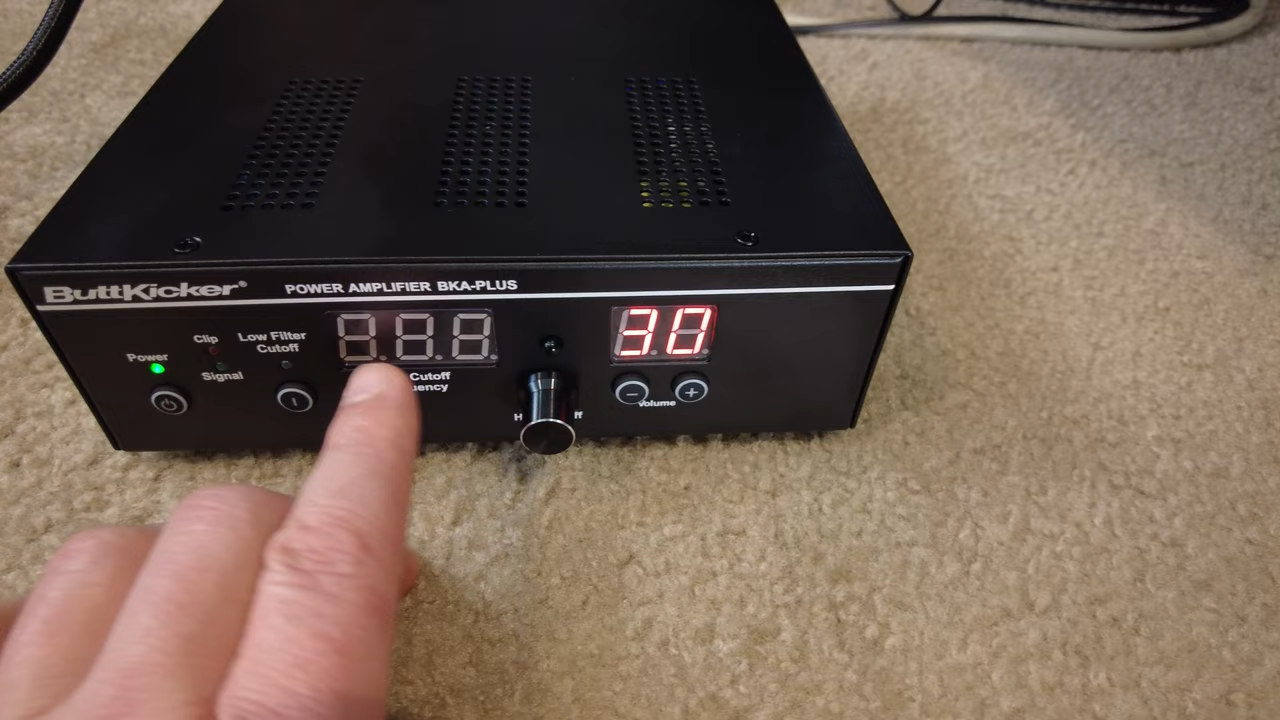 ButtKicker®
POWER AMPLIFIER BKA-PLUS
Power
Clip
Signal
Low Filter
Cutoff
Cutoff
30
Volume